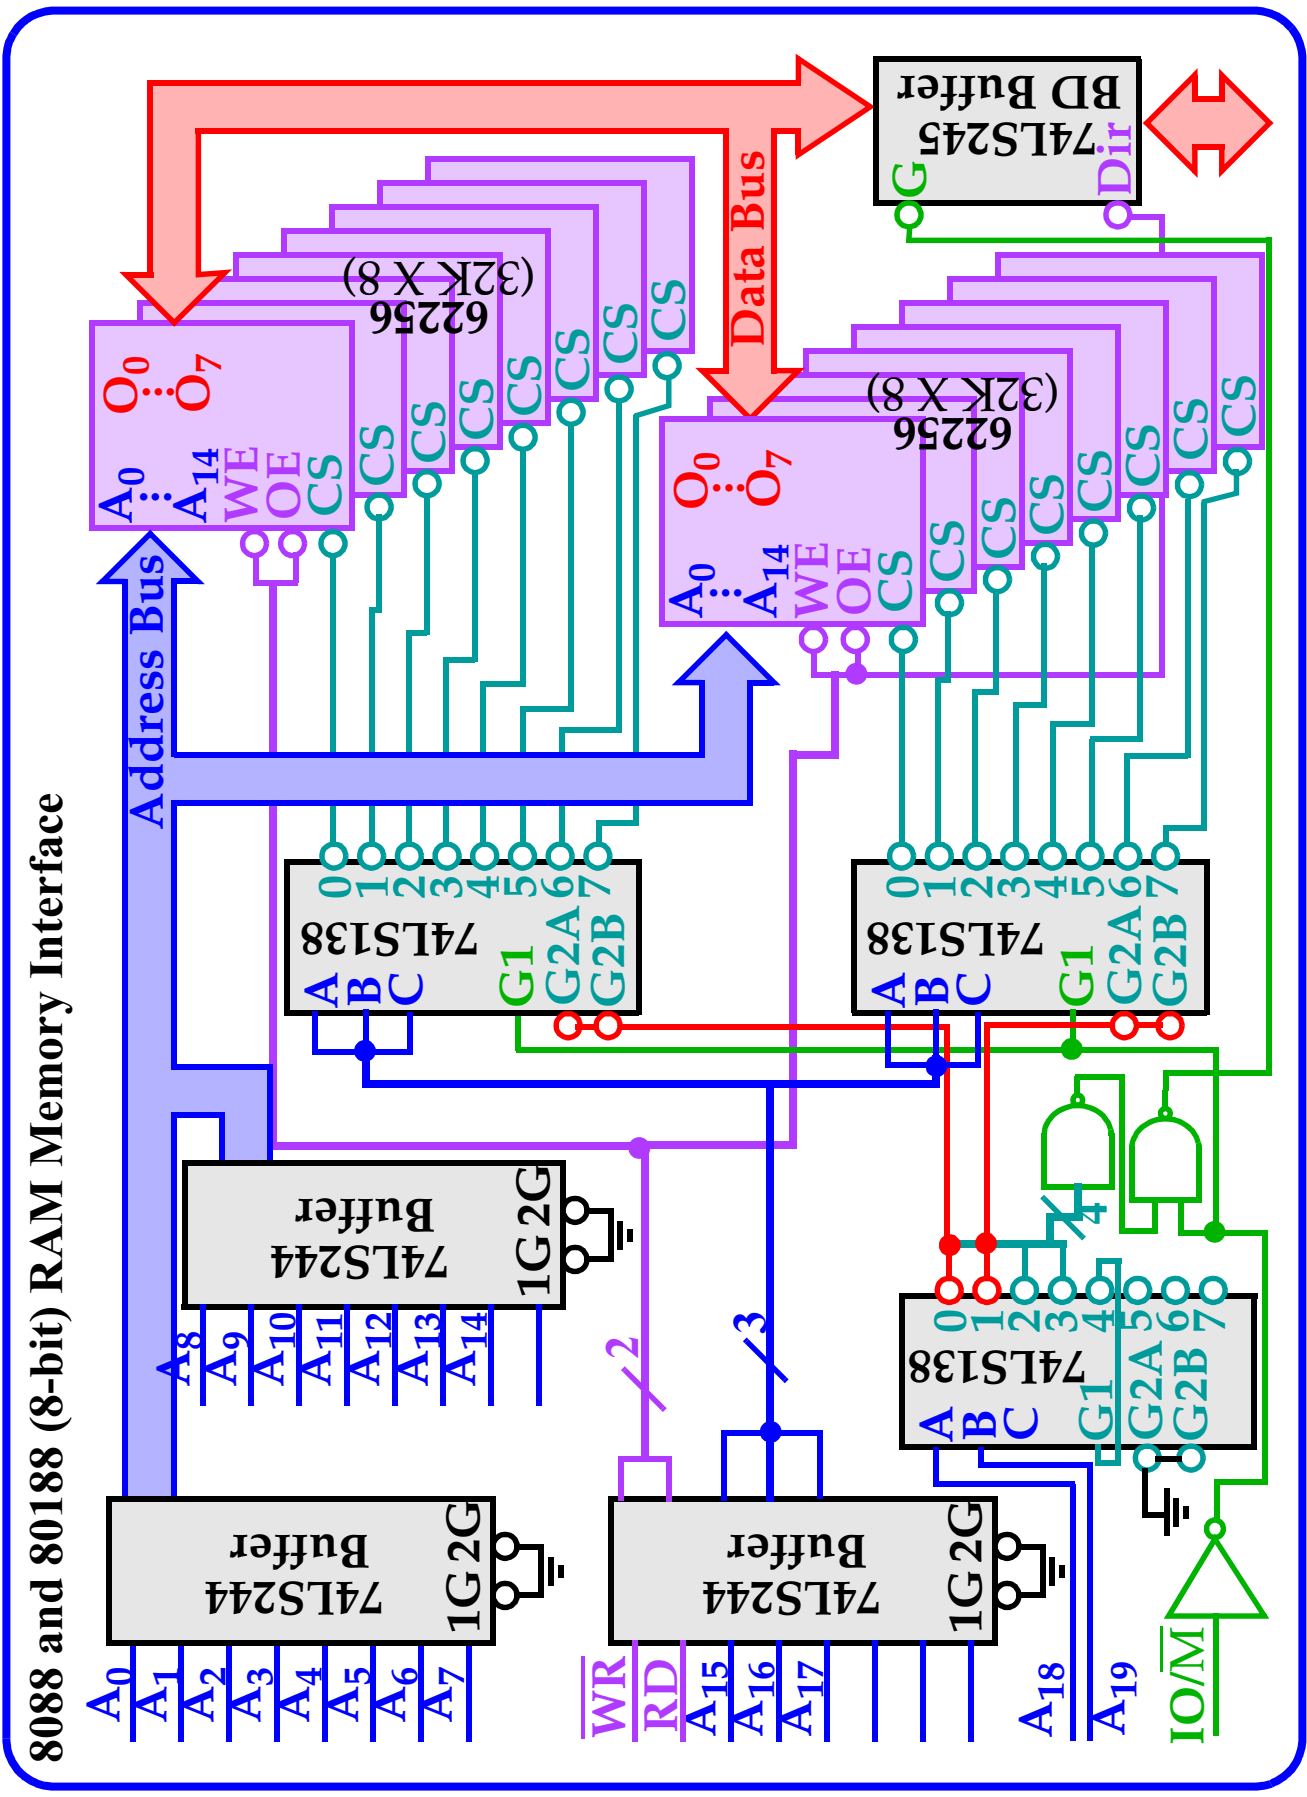 8088 and 80188 (8-bit) RAM Memory Interface
A0
A1
A2
A3
A4
A5
A6
A7
74LS244
Buffer
1G 2G
A8
A9
A10
A11
A12
A13
A14
74LS244
Buffer
1G 2G
Address Bus
A0
A14
O0
O7
WE
OE
CS
CS
CS
CS
CS
CS
CS
CS
62256
(32K X 8)
74LS138
A
B
C
G1
G2A
G2B
0
1
2
3
4
5
6
7
WR
RD
A15
A16
A17
74LS244
Buffer
1G 2G
2
3
Data Bus
A0
A14
O0
O7
WE
OE
CS
CS
CS
CS
CS
CS
CS
CS
62256
(32K X 8)
74LS138
A
B
C
G1
G2A
G2B
0
1
2
3
4
5
6
7
A18
A19
IO/M
74LS138
A
B
C
G1
G2A
G2B
0
1
2
3
4
5
6
7
4
74LS245
BD Buffer
G
Dir